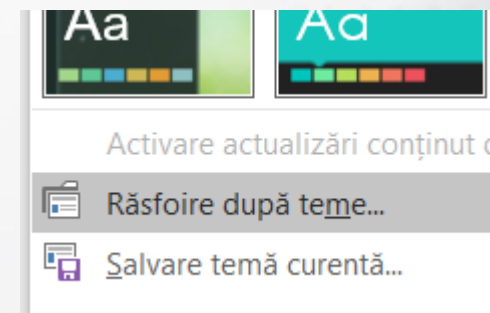 Aa Aa
Activare actualizări conținut
Răsfoire după teme...
Salvare temă curentă...